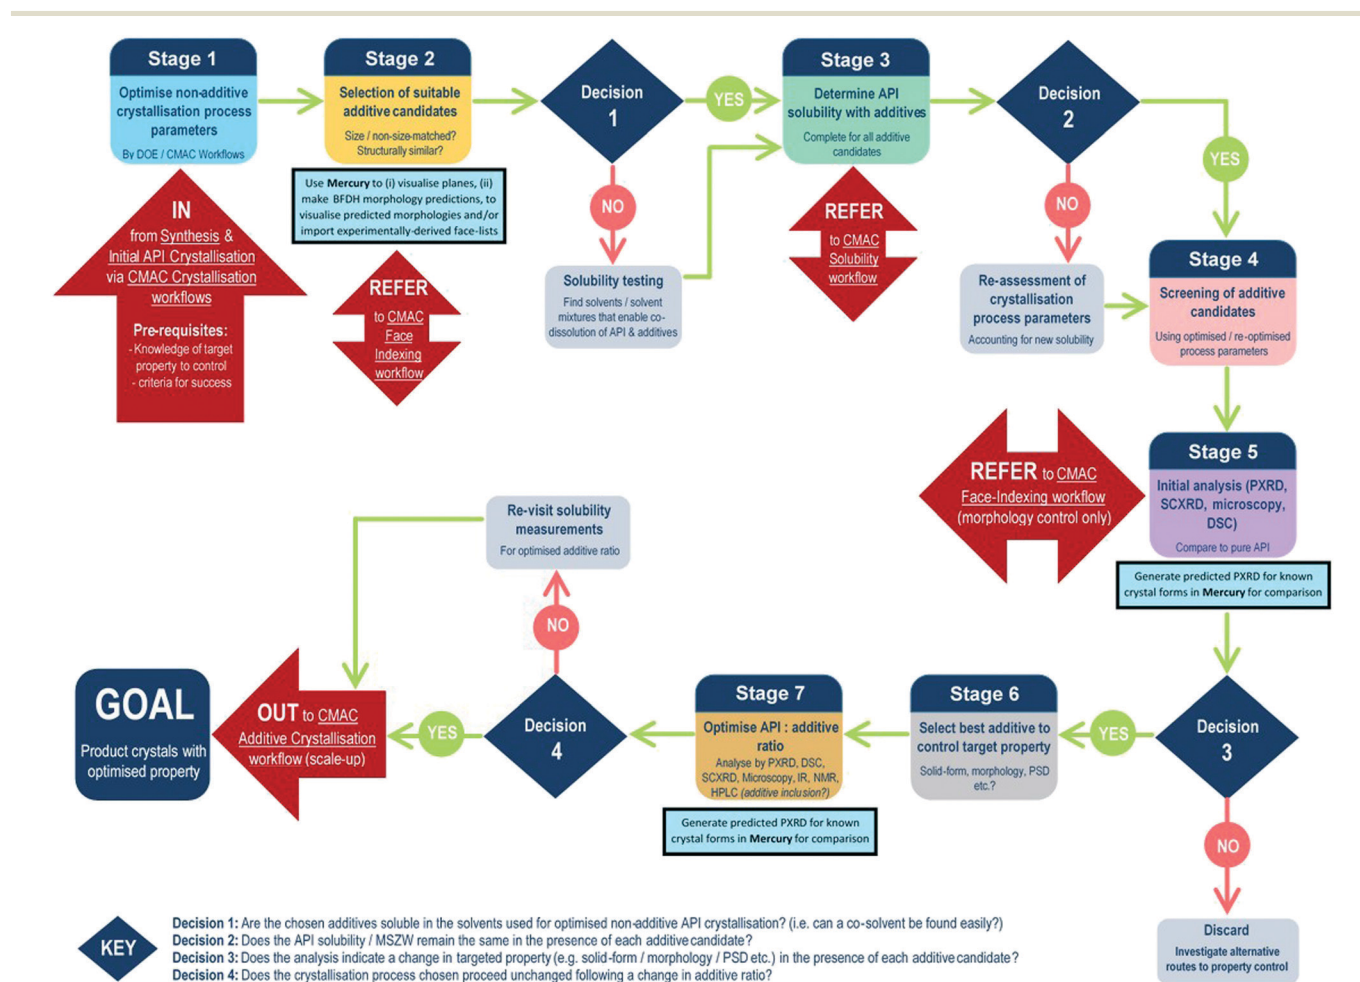 Stage 1
Optimise non-additive
crystallisation process
parameters
By DOE / CMAC Workflows
IN
from Synthesis &
Initial API Crystallisation
via CMAC Crystallisation
workflows
Pre-requisites:
- Knowledge of target
property to control
- criteria for success
Stage 2
Selection of suitable
additive candidates
Size / non-size-matched?
Structurally similar?
Use Mercury to (i) visualise planes, (ii)
make BFDH morphology predictions, to
visualise predicted morphologies and/or
import experimentally-derived face-lists
REFER
to CMAC
Face
Indexing
workflow
Decision
1
YES
NO
Solubility testing
Find solvents / solvent
mixtures that enable co-
dissolution of API & additives
Stage 3
Determine API
solubility with additives
Complete for all additive
candidates
REFER
to CMAC
Solubility
workflow
Decision
2
YES
NO
Re-assessment of
crystallisation
process parameters
Accounting for new solubility
Stage 4
Screening of additive
candidates
Using optimised / re-optimised
process parameters
Stage 5
Initial analysis (PXRD,
SCXRD, microscopy,
DSC)
Compare to pure API
Generate predicted PXRD for known
crystal forms in Mercury for comparison
REFER to CMAC
Face-Indexing workflow
(morphology control only)
Decision
3
YES
NO
Discard
Investigate alternative
routes to property control
Stage 6
Select best additive to
control target property
Solid-form, morphology, PSD
etc.?
Stage 7
Optimise API : additive
ratio
Analyse by PXRD, DSC,
SCXRD, Microscopy, IR, NMR,
HPLC (additive inclusion?)
Generate predicted PXRD for known
crystal forms in Mercury for comparison
Decision
4
YES
NO
Re-visit solubility
measurements
For optimised additive ratio
OUT to CMAC
Additive Crystallisation
workflow (scale-up)
GOAL
Product crystals with
optimised property
KEY
Decision 1: Are the chosen additives soluble in the solvents used for optimised non-additive API crystallisation? (i.e. can a co-solvent be found easily?)
Decision 2: Does the API solubility / MSZW remain the same in the presence of each additive candidate?
Decision 3: Does the analysis indicate a change in targeted property (e.g. solid-form / morphology / PSD etc.) in the presence of each additive candidate?
Decision 4: Does the crystallisation process chosen proceed unchanged following a change in additive ratio?